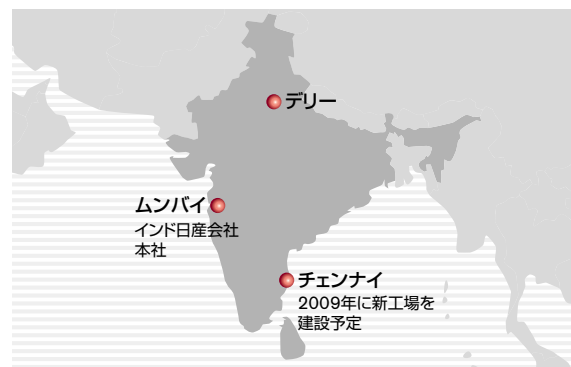 デリー
ムンバイ
インド日産会社
本社
チェンナイ
2009年に新工場を
建設予定